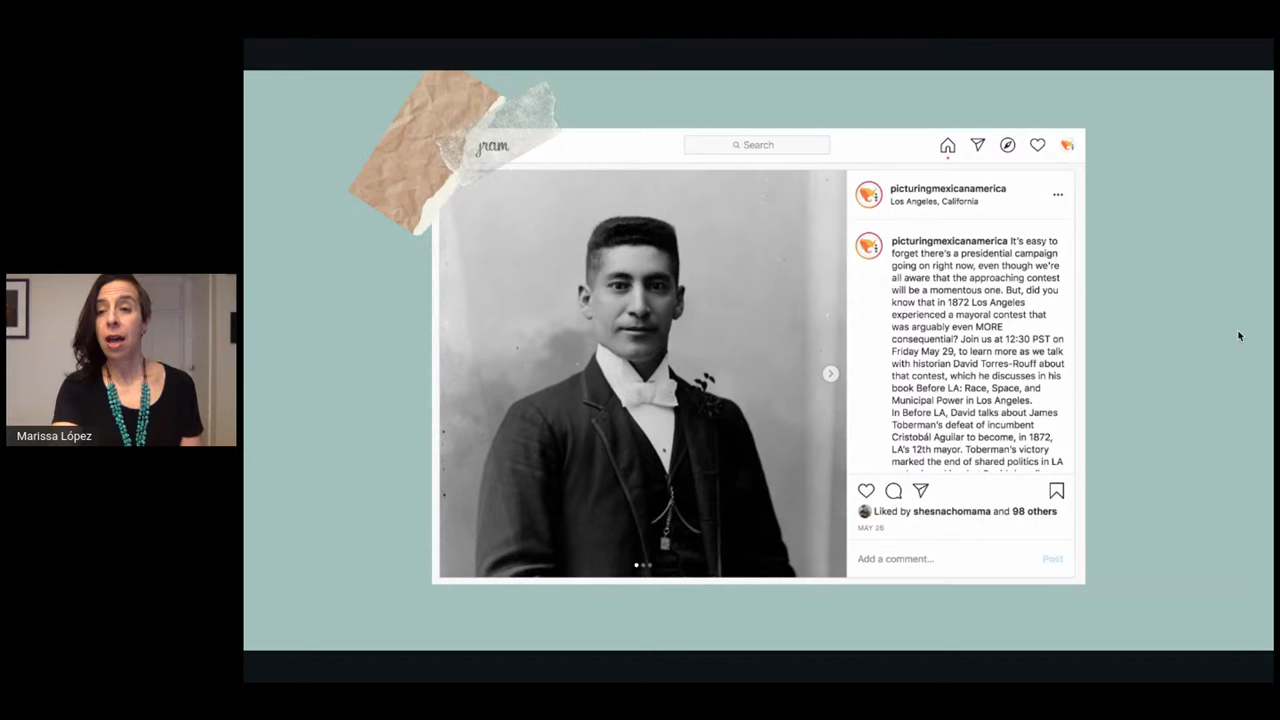 gram
Search
picturingmexicanamerica
Los Angeles, California
picturingmexicanamerica It's easy to
forget there's a presidential campaign
going on right now, even though we're
all aware that the approaching contest
will be a momentous one. But, did you
know that in 1872 Los Angeles
experienced a mayoral contest that
was arguably even MORE
consequential? Join us at 12:30 PST on
Friday May 29, to learn more as we talk
with historian David Torres-Rouff about
that contest, which he discusses in his
book Before LA: Race, Space, and
Municipal Power in Los Angeles.
In Before LA, David talks about James
Toberman's defeat of incumbent
Cristobál Aguilar to become, in 1872,
LA's 12th mayor. Toberman's victory
marked the end of shared politics in LA
Liked by shesnachomama and 98 others
MAY 26
Add a comment...
Post
Marissa López